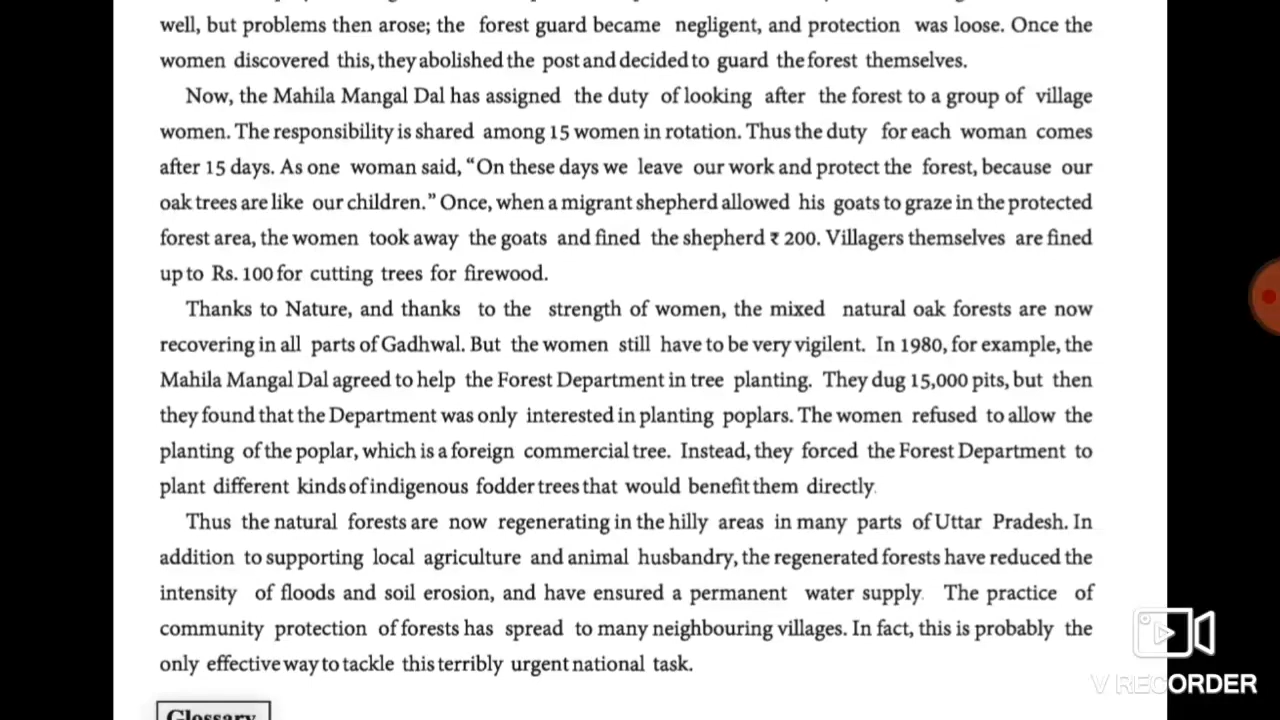 well, but problems then arose; the forest guard became negligent, and protection was loose. Once the
women discovered this, they abolished the post and decided to guard the forest themselves.
Now, the Mahila Mangal Dal has assigned the duty of looking after the forest to a group of village
women. The responsibility is shared among 15 women in rotation. Thus the duty for each woman comes
after 15 days. As one woman said, “On these days we leave our work and protect the forest, because our
oak trees are like our children.” Once, when a migrant shepherd allowed his goats to graze in the protected
forest area, the women took away the goats and fined the shepherd ₹ 200. Villagers themselves are fined
up to Rs. 100 for cutting trees for firewood.
Thanks to Nature, and thanks to the strength of women, the mixed natural oak forests are now
recovering in all parts of Gadhwal. But the women still have to be very vigilent. In 1980, for example, the
Mahila Mangal Dal agreed to help the Forest Department in tree planting. They dug 15,000 pits, but then
they found that the Department was only interested in planting poplars. The women refused to allow the
planting of the poplar, which is a foreign commercial tree. Instead, they forced the Forest Department to
plant different kinds of indigenous fodder trees that would benefit them directly.
Thus the natural forests are now regenerating in the hilly areas in many parts of Uttar Pradesh. In
addition to supporting local agriculture and animal husbandry, the regenerated forests have reduced the
intensity of floods and soil erosion, and have ensured a permanent water supply. The practice of
community protection of forests has spread to many neighbouring villages. In fact, this is probably the
only effective way to tackle this terribly urgent national task.
Glossary
V RECORDER